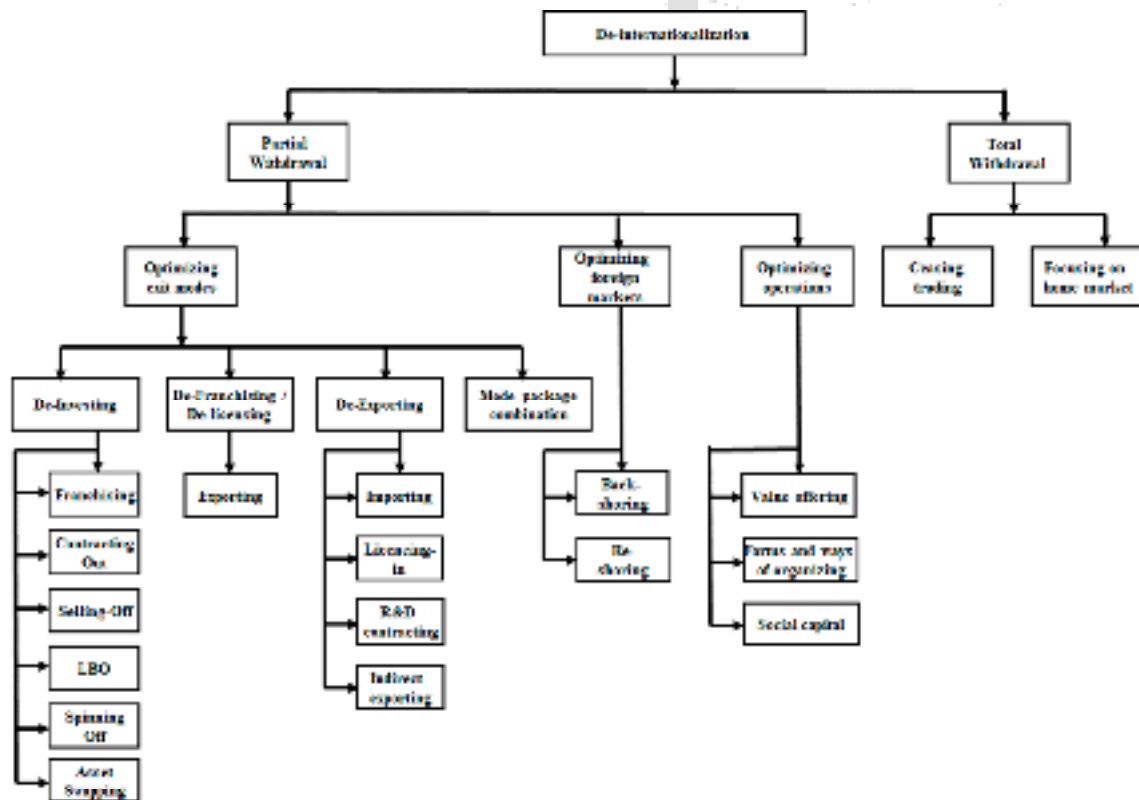 De-internationalization
Partial
Withdrawal
Total
Withdrawal
Optimizing
exit modes
Optimizing
foreign
markets
Optimizing
operations
Ceasing
trading
Focusing on
home market
De-Investing
De-Franchising /
De-licensing
De-Exporting
Mode package
combination
Franchising
Exporting
Importing
Back-
shoring
Value offering
Contracting
Out
Licencing-
in
Re-
shoring
Forms and ways
of organizing
Selling-Off
R&D
contracting
Social capital
LBO
Indirect
exporting
Spinning
Off
Asset
Swapping